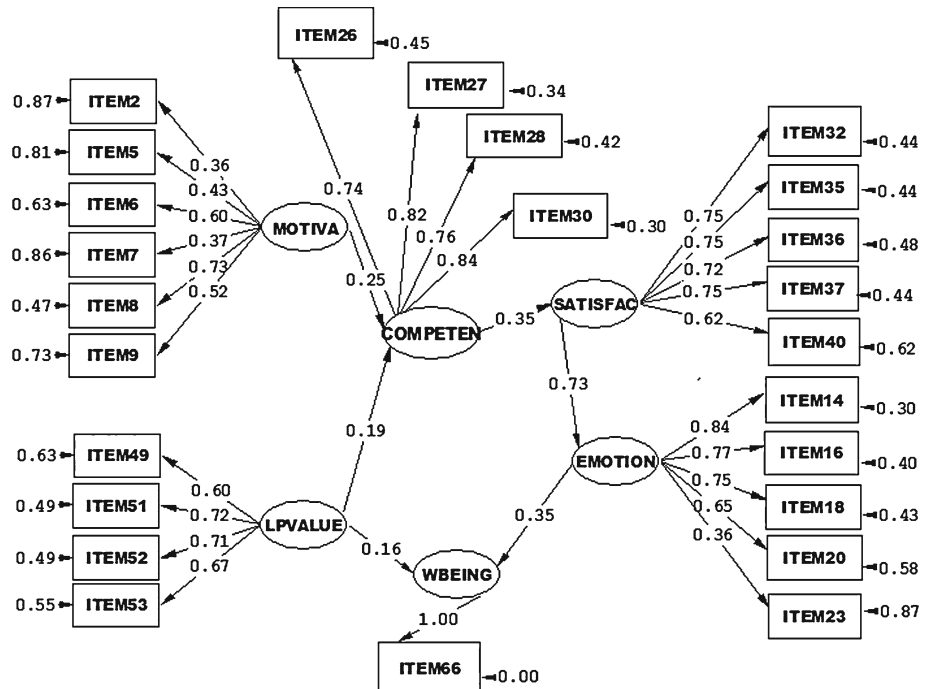 ITEM26
0.45
ITEM27
0.34
0.87 ITEM2
ITEM28
0.42
ITEM32
0.44
0.81 ITEM5
0.36
0.43
0.74
ITEM35
0.44
0.63 ITEM6
0.60
MOTIVA
0.82
0.76
0.84
ITEM30
0.30
0.75
0.75
ITEM36
0.48
0.86 ITEM7
0.37
0.73
0.52
0.25
0.72
0.75
ITEM37
0.44
0.47 ITEM8
COMPETEN
0.35
SATISFAC
0.62
ITEM40
0.62
0.73 ITEM9
0.73
ITEM14
0.30
0.19
0.84
0.77
ITEM16
0.40
0.63 ITEM49
0.60
EMOTION
0.75
0.65
0.36
ITEM18
0.43
0.49 ITEM51
0.72
LPVALUE
0.35
ITEM20
0.58
0.49 ITEM52
0.71
0.67
0.16
WBEING
0.55 ITEM53
ITEM23
0.87
1.00
ITEM66
0.00